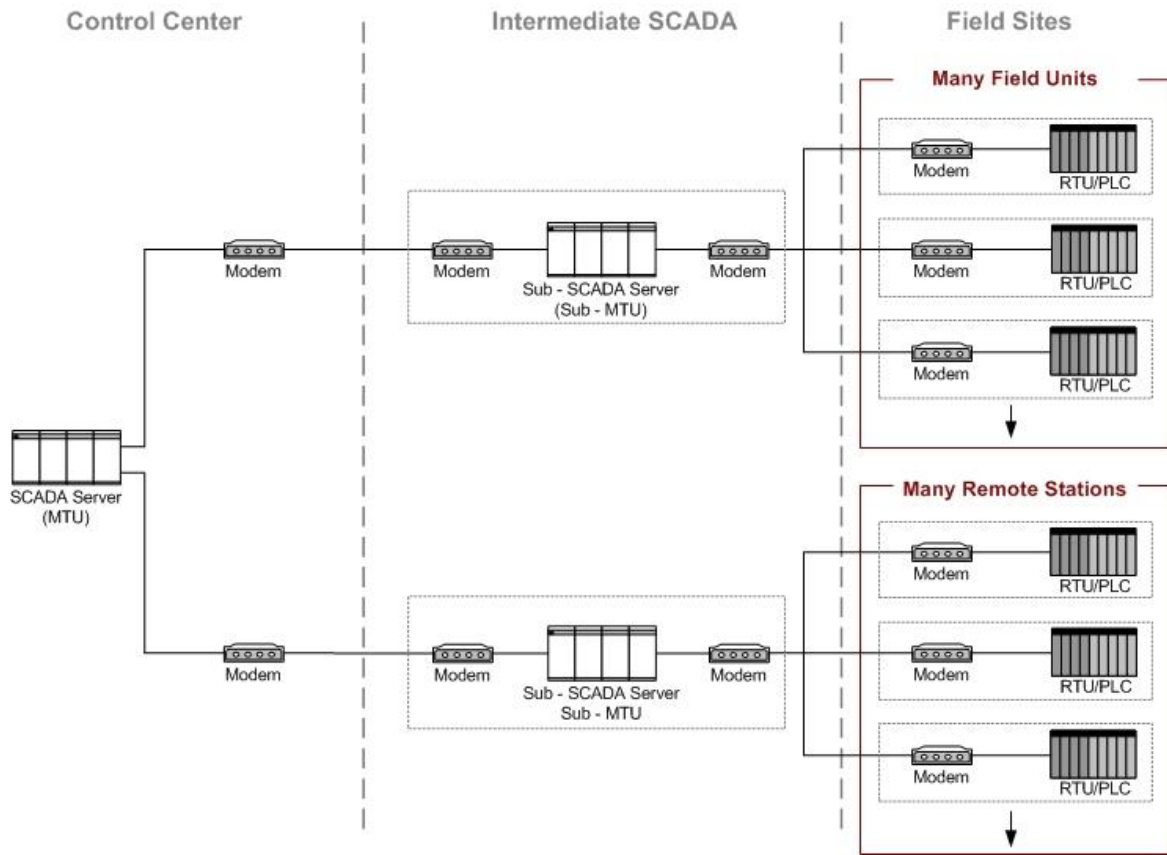 Control Center
Intermediate SCADA
Field Sites
Many Field Units
Modem
RTU/PLC
Modem
Modem
Sub - SCADA Server
(Sub - MTU)
Modem
Modem
RTU/PLC
Modem
RTU/PLC
SCADA Server
(MTU)
Many Remote Stations
Modem
RTU/PLC
Modem
Modem
Sub - SCADA Server
Sub - MTU
Modem
Modem
RTU/PLC
Modem
RTU/PLC